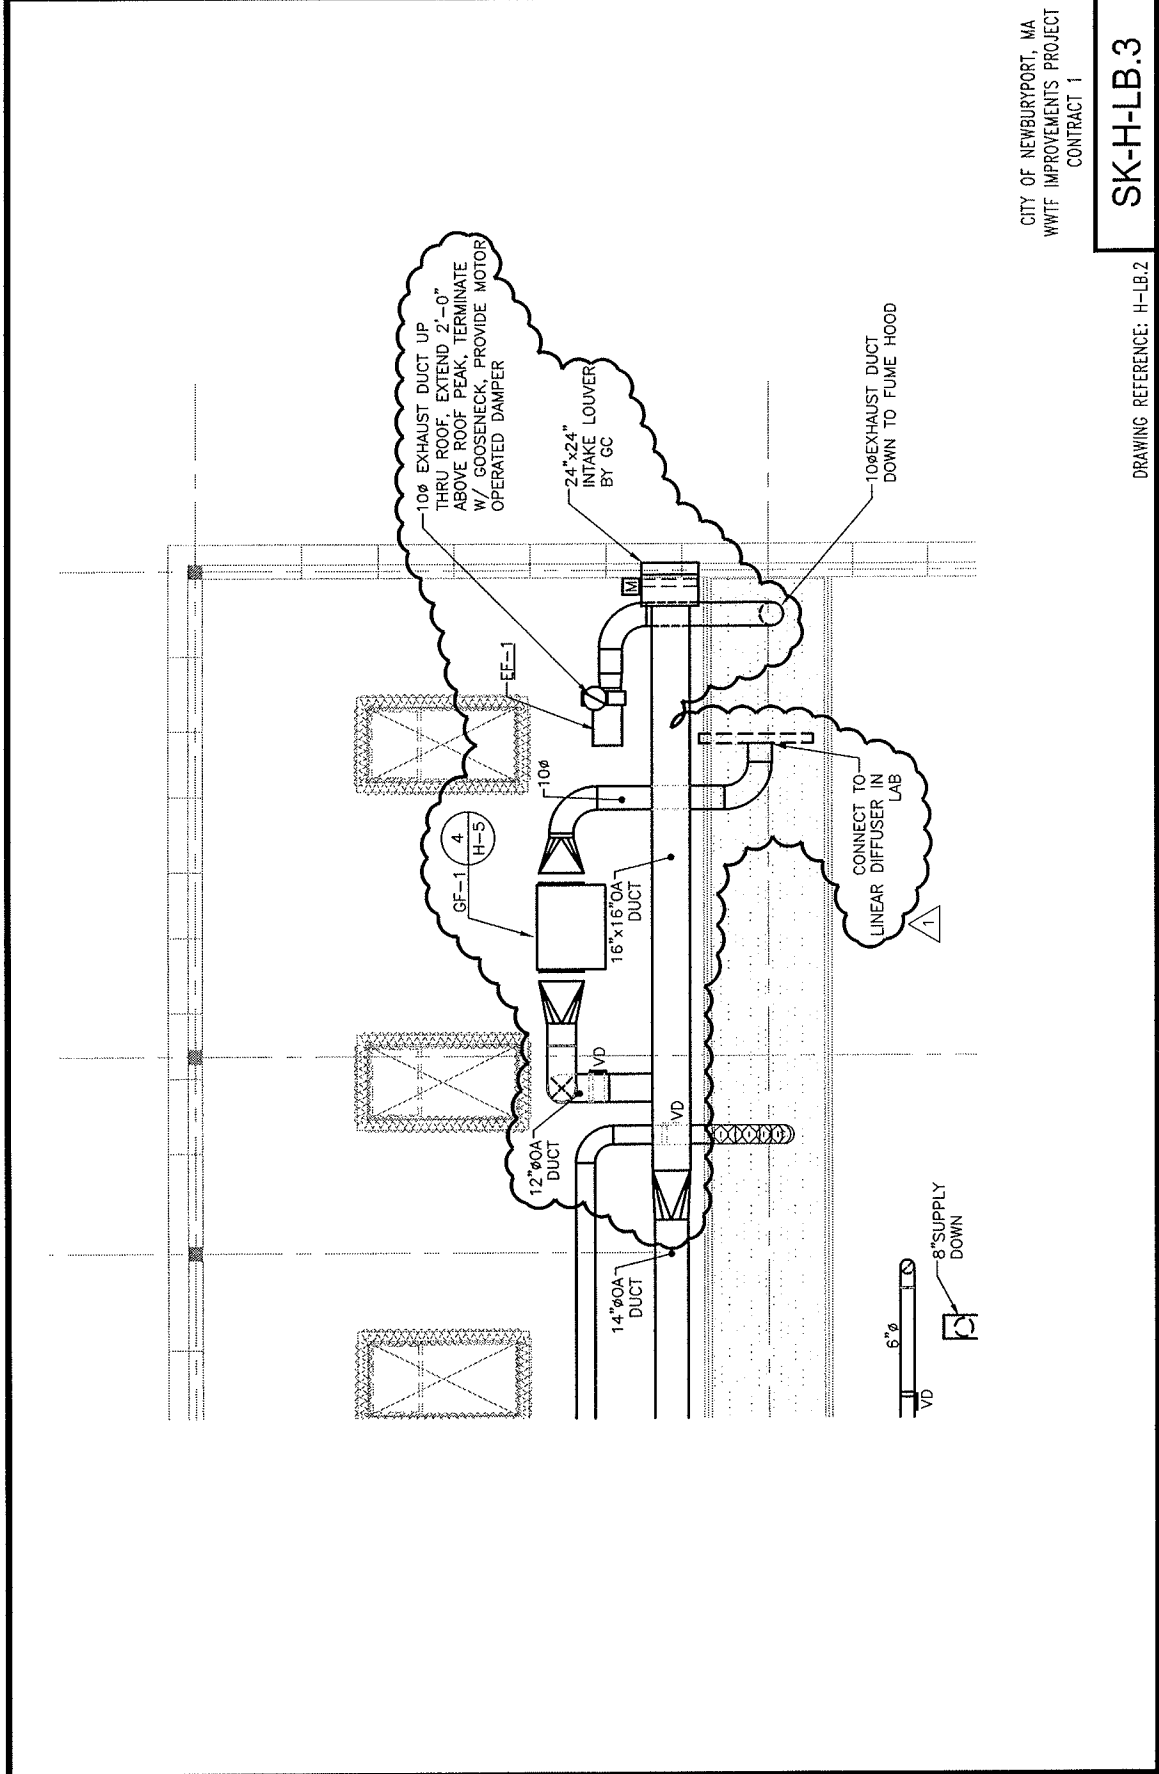 10ø EXHAUST DUCT UP
THRU ROOF, EXTEND 2'-0"
ABOVE ROOF PEAK, TERMINATE
W/ GOOSENECK, PROVIDE MOTOR
OPERATED DAMPER
24"x24"
INTAKE LOUVER
BY GC
M
EF-1
10øEXHAUST DUCT
DOWN TO FUME HOOD
10ø
4
H-5
GF-1
16"x16"OA
DUCT
CONNECT TO
LINEAR DIFFUSER IN
LAB
1
VD
12"øOA
DUCT
VD
14"øOA
DUCT
6"ø
VD
8"SUPPLY
DOWN
CITY OF NEWBURYPORT, MA
WWTF IMPROVEMENTS PROJECT
CONTRACT 1
DRAWING REFERENCE: H-LB.2
SK-H-LB.3